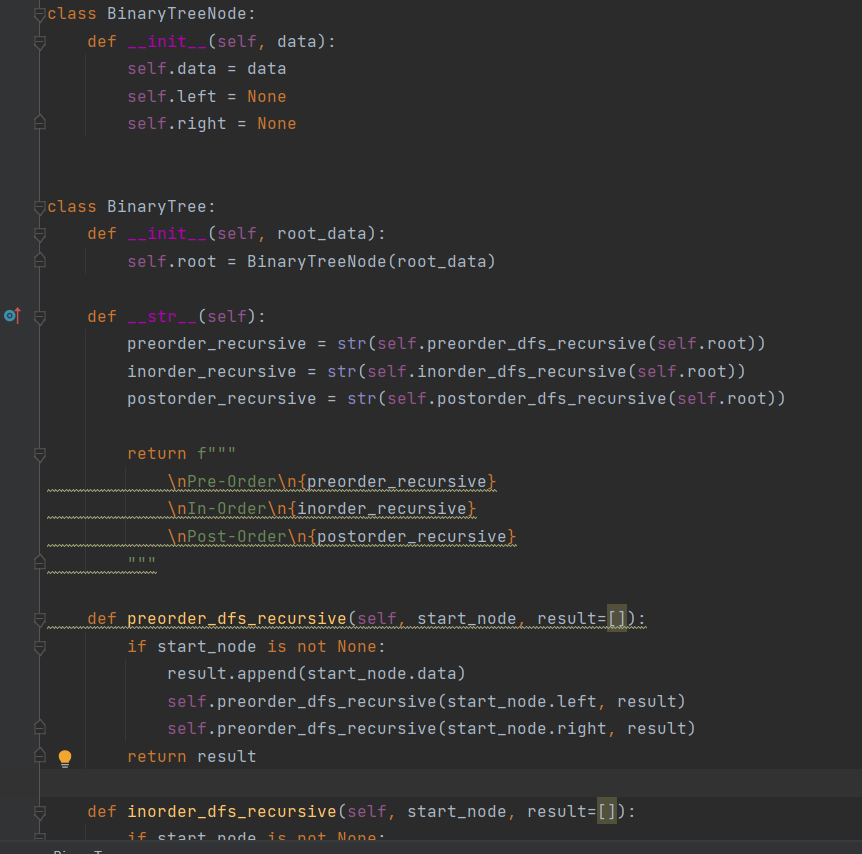 class BinaryTreeNode:
    def __init__(self, data):
        self.data = data
        self.left = None
        self.right = None
class BinaryTree:
    def __init__(self, root_data):
        self.root = BinaryTreeNode(root_data)
    def __str__(self):
        preorder_recursive = str(self.preorder_dfs_recursive(self.root))
        inorder_recursive = str(self.inorder_dfs_recursive(self.root))
        postorder_recursive = str(self.postorder_dfs_recursive(self.root))
        return f"""
            \nPre-Order\n{preorder_recursive}
            \nIn-Order\n{inorder_recursive}
            \nPost-Order\n{postorder_recursive}
        """
    def preorder_dfs_recursive(self, start_node, result=[]):
        if start_node is not None:
            result.append(start_node.data)
            self.preorder_dfs_recursive(start_node.left, result)
            self.preorder_dfs_recursive(start_node.right, result)
        return result
    def inorder_dfs_recursive(self, start_node, result=[]):
        if start_node is not None: